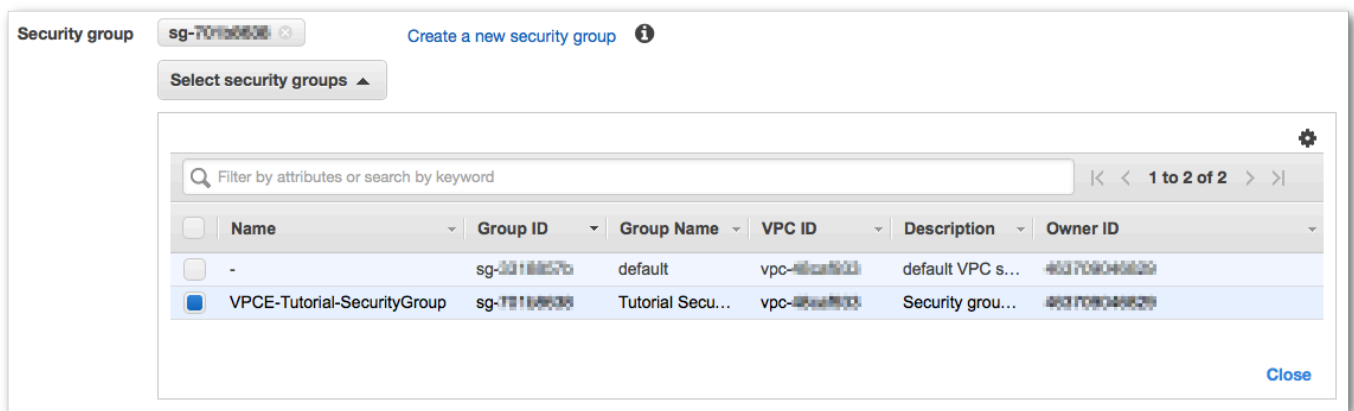 Security group sg- Create a new security group
Select security groups
Filter by attributes or search by keyword 1 to 2 of 2
Name Group ID Group Name VPC ID Description Owner ID
- sg- default vpc- default VPC s...
VPCE-Tutorial-SecurityGroup sg- Tutorial Secu... vpc- Security grou...
Close